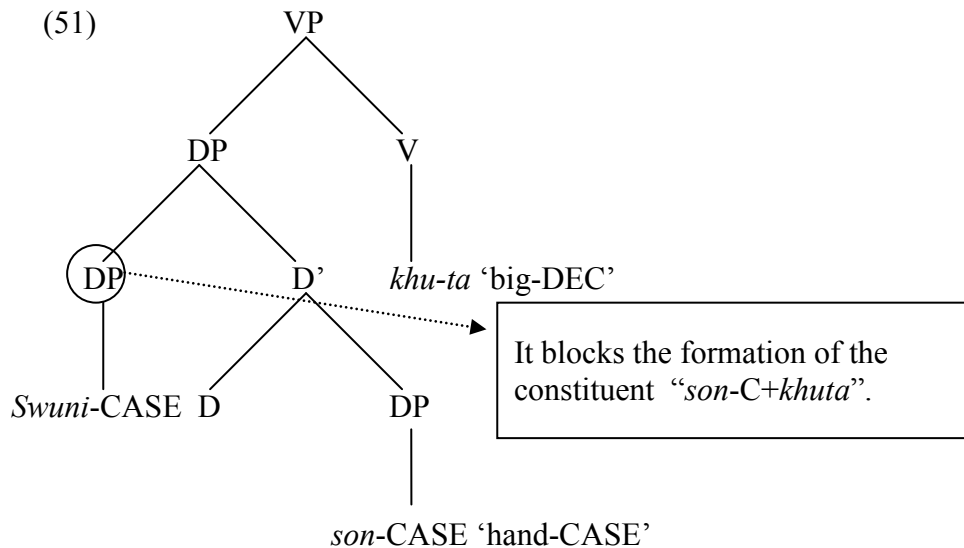 (51) VP
DP V
DP D’ khu-ta ‘big-DEC’
It blocks the formation of the
constituent “son-C+khuta”.
Swuni-CASE D DP
son-CASE ‘hand-CASE’